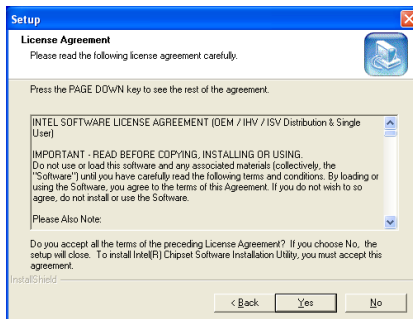 Setup
License Agreement
Please read the following license agreement carefully.
Press the PAGE DOWN key to see the rest of the agreement.
INTEL SOFTWARE LICENSE AGREEMENT (OEM / IHV / ISV Distribution & Single
User)
IMPORTANT - READ BEFORE COPYING, INSTALLING OR USING.
Do not use or load this software and any associated materials (collectively, the
"Software") until you have carefully read the following terms and conditions. By loading or
using the Software, you agree to the terms of this Agreement. If you do not wish to so
agree, do not install or use the Software.
Please Also Note:
Do you accept all the terms of the preceding License Agreement? If you choose No, the
setup will close. To install Intel(R) Chipset Software Installation Utility, you must accept this
agreement.
InstallShield
< Back Yes No